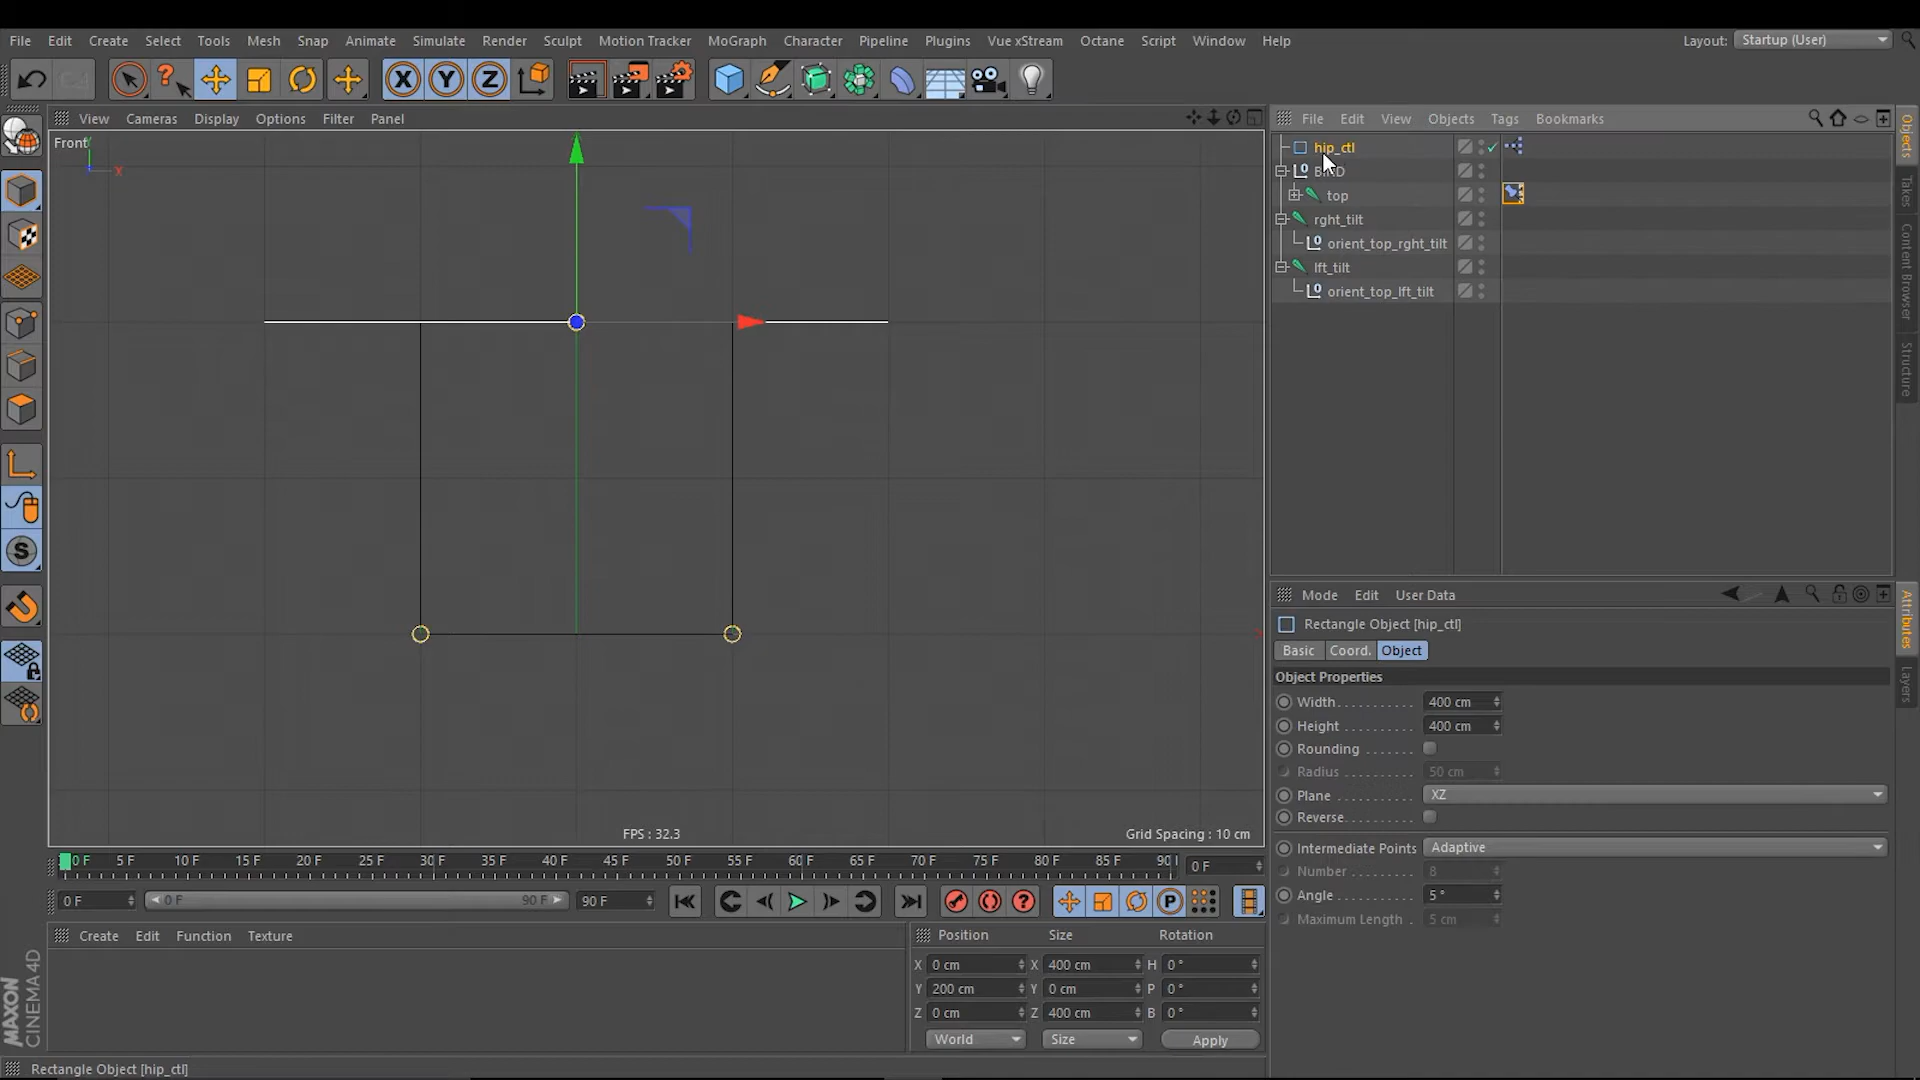 File Edit Create Select Tools Mesh Snap Animate Simulate Render Sculpt Motion Tracker MoGraph Character Pipeline Plugins Vue xStream Octane Script Window Help Layout: Startup (User)
X Y Z
View Cameras Display Options Filter Panel
File Edit View Objects Tags Bookmarks
Front
Y
X
hip_ctl
top
rght_tilt
orient_top_rght_tilt
lft_tilt
orient_top_lft_tilt
Objects
Takes
Content Browser
Structure
S
FPS : 32.3
Grid Spacing : 10 cm
Mode Edit User Data
Rectangle Object [hip_ctl]
Basic Coord. Object
Object Properties
Width 400 cm
Height 400 cm
Rounding
Radius 50 cm
Plane XZ
Reverse
Intermediate Points Adaptive
Number 8
Angle 5 °
Maximum Length 5 cm
Attributes
Layers
0 F 5 F 10 F 15 F 20 F 25 F 30 F 35 F 40 F 45 F 50 F 55 F 60 F 65 F 70 F 75 F 80 F 85 F 90 0 F
0 F 0 F 90 F 90 F P
Create Edit Function Texture
Position Size Rotation
X 0 cm X 400 cm H 0 °
Y 200 cm Y 0 cm P 0 °
Z 0 cm Z 400 cm B 0 °
World Size Apply
MAXON
CINEMA 4D
Rectangle Object [hip_ctl]